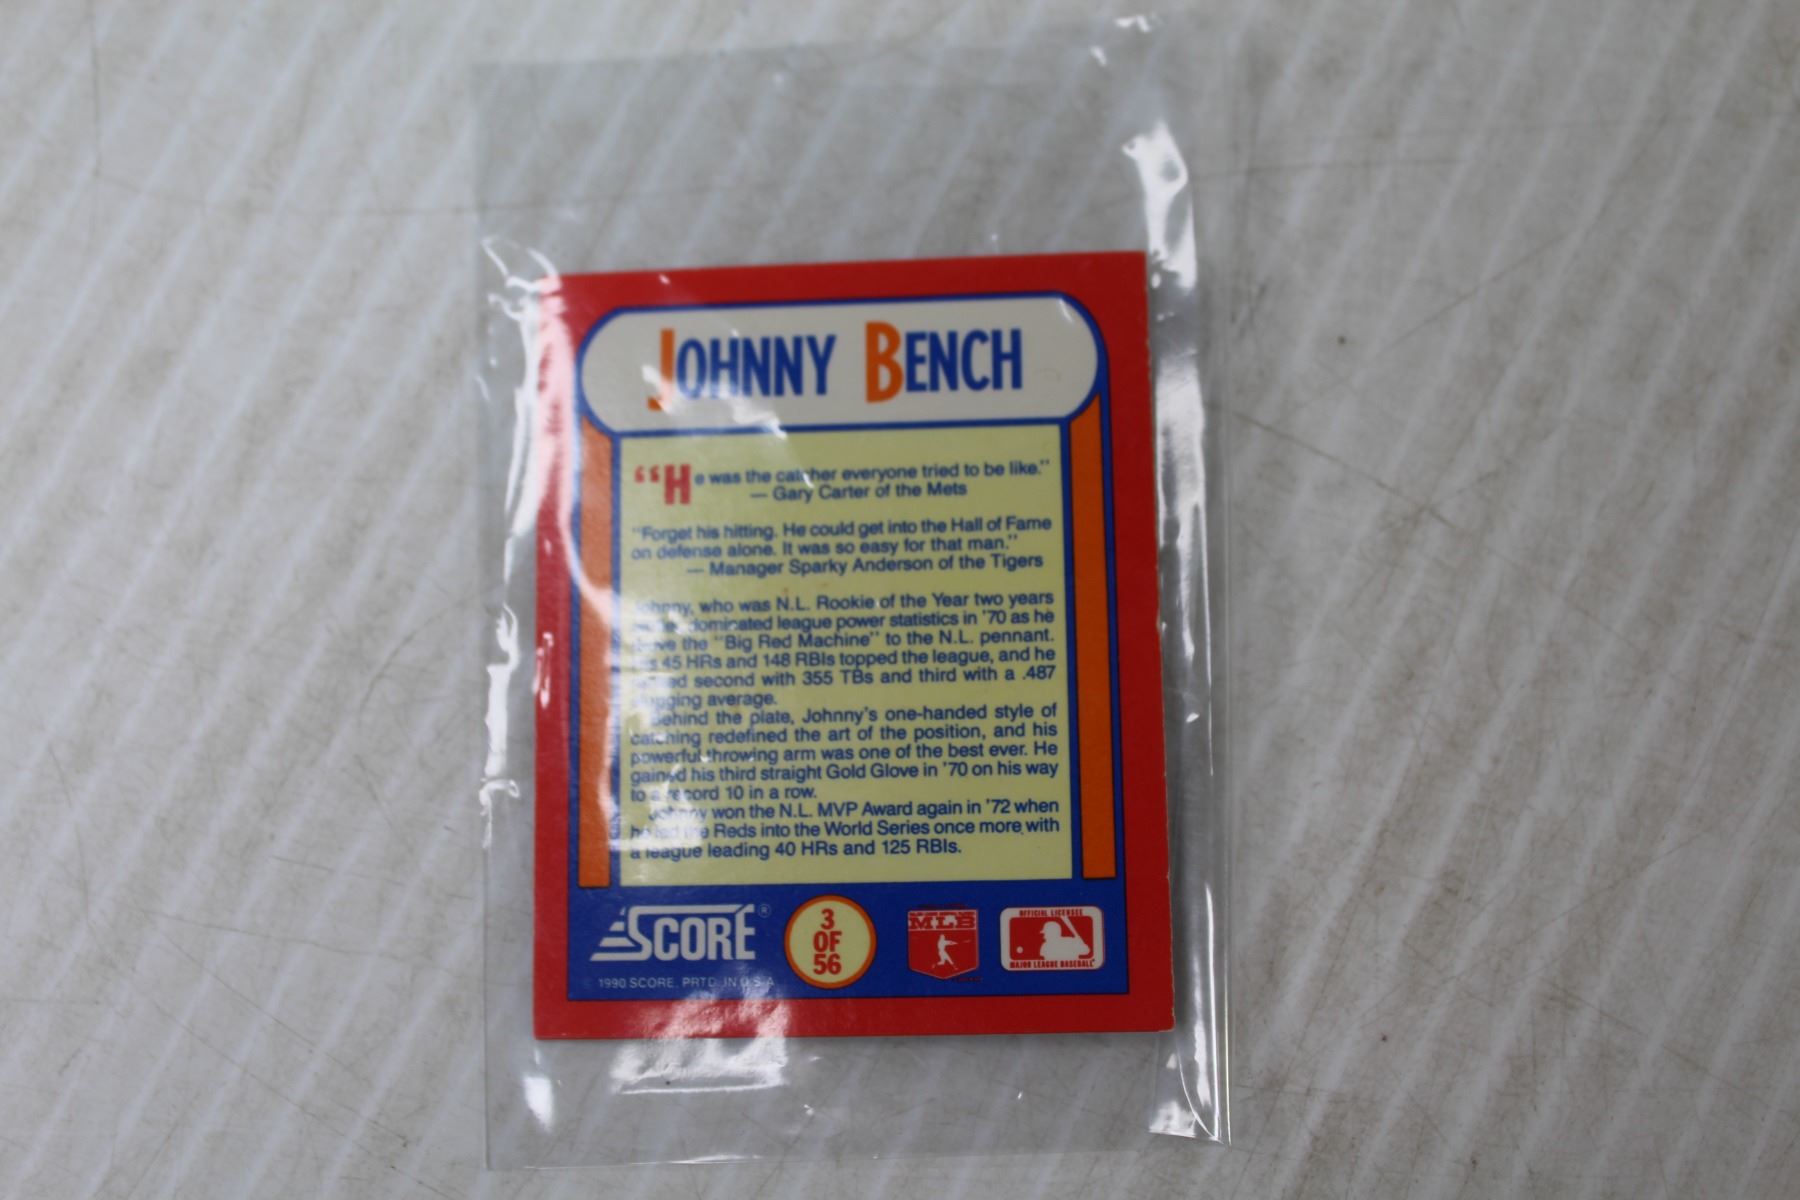 JOHNNY BENCH
"He was the catcher everyone tried to be like."
— Gary Carter of the Mets
"Forget his hitting. He could get into the Hall of Fame
on defense alone. It was so easy for that man."
— Manager Sparky Anderson of the Tigers
Johnny, who was N.L. Rookie of the Year two years
dominated league power statistics in '70 as he
the "Big Red Machine" to the N.L. pennant.
45 HRs and 148 RBIs topped the league, and he
second with 355 TBs and third with a .487
slugging average.
Behind the plate, Johnny's one-handed style of
catching redefined the art of the position, and his
powerful throwing arm was one of the best ever. He
gained his third straight Gold Glove in '70 on his way
to a record 10 in a row.
Johnny won the N.L. MVP Award again in '72 when
he led the Reds into the World Series once more with
a league leading 40 HRs and 125 RBIs.
SCORE®
3
OF
56
MLB
OFFICIAL LICENSEE
MAJOR LEAGUE BASEBALL
© 1990 SCORE, PRTD. IN U.S.A.